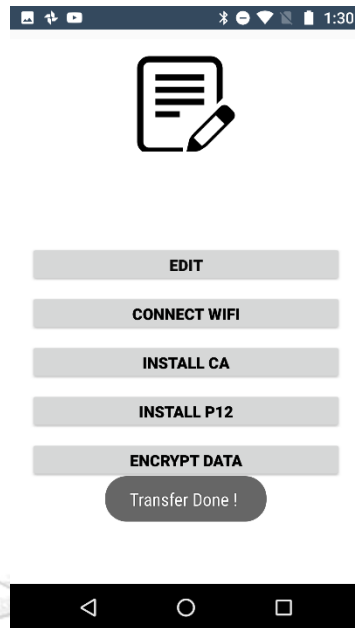 1:30
EDIT
CONNECT WIFI
INSTALL CA
INSTALL P12
ENCRYPT DATA
Transfer Done !